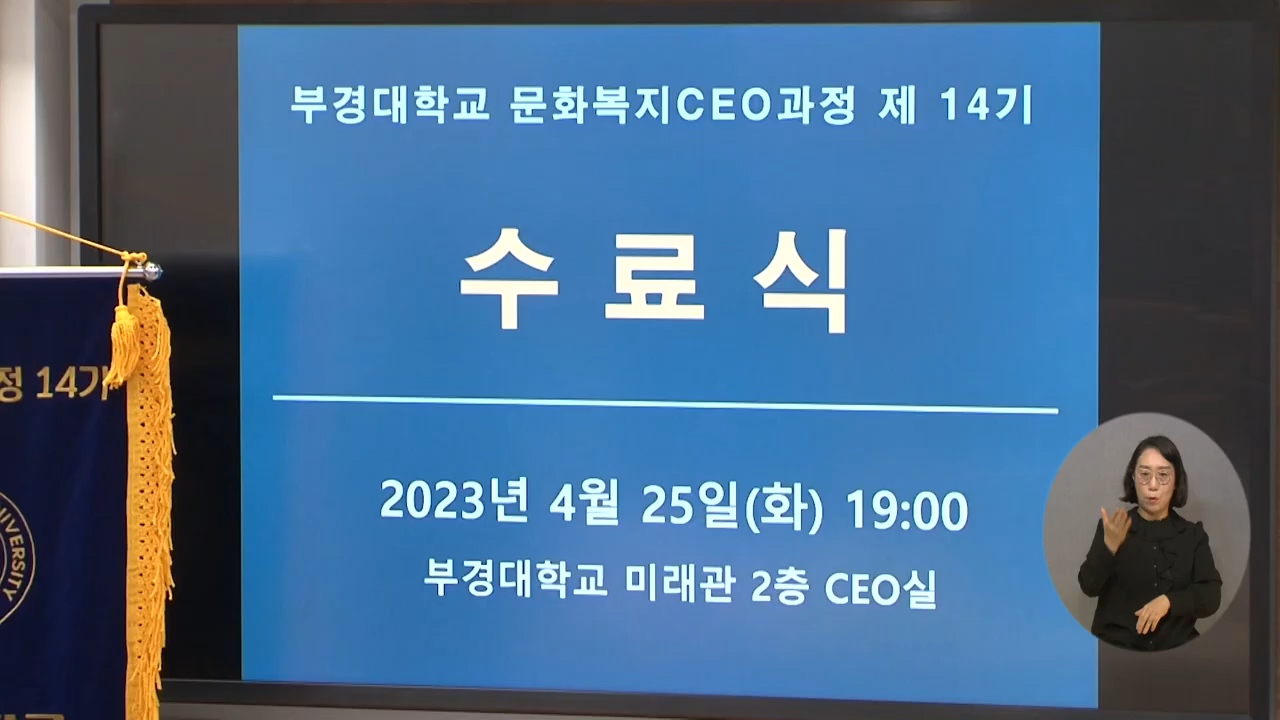 부경대학교 문화복지CEO과정 제 14기
수료식
2023년 4월 25일(화) 19:00
부경대학교 미래관 2층 CEO실
정 14기
UNIVERSITY